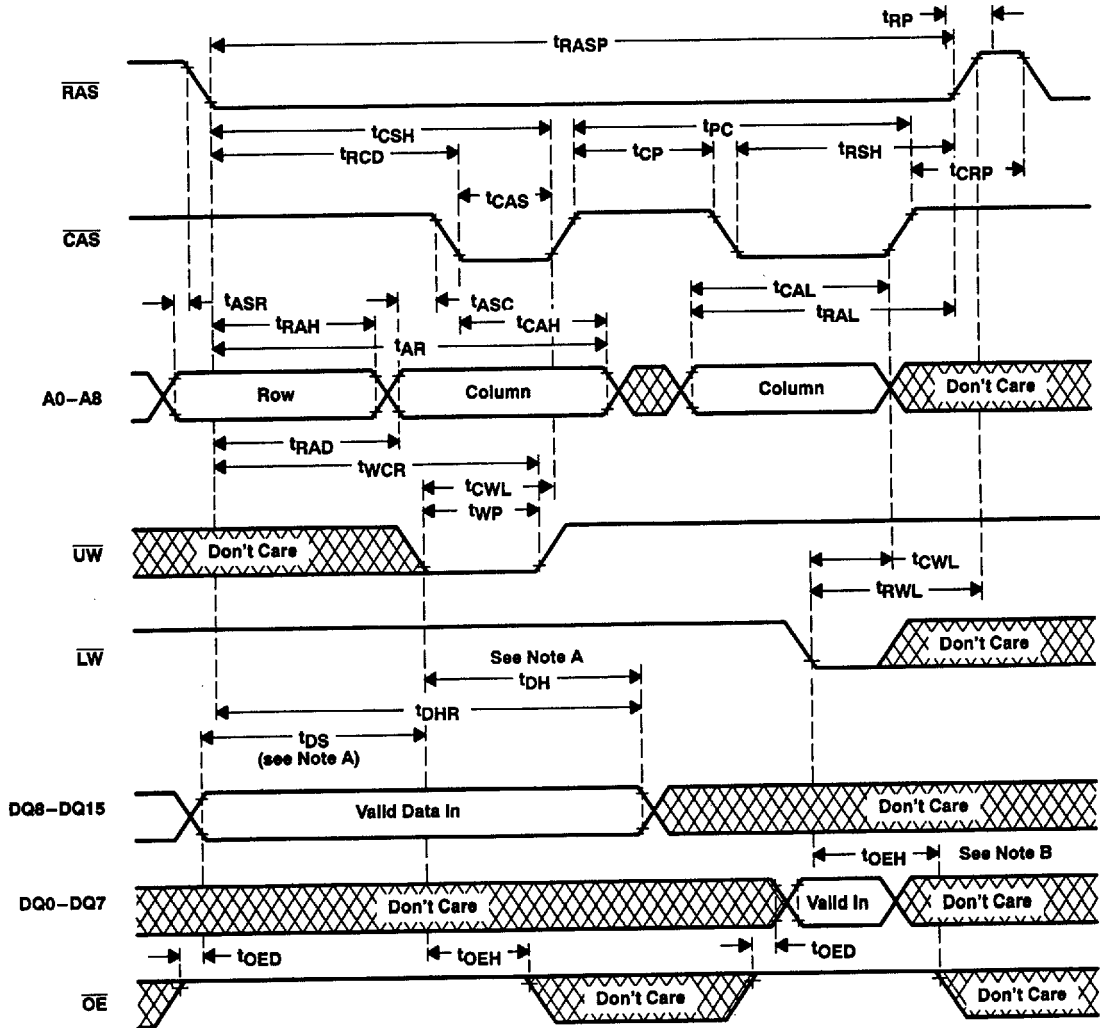 tRP
tRASP
RAS
tCSH
tPC
tRCD
tCP
tRSH
tCRP
tCAS
CAS
tASR
tASC
tCAL
tRAH
tCAH
tRAL
tAR
A0–A8
Row
Column
Column
Don't Care
tRAD
tWCR
tCWL
tWP
UW
Don't Care
tCWL
tRWL
LW
Don't Care
See Note A
tDH
tDHR
tDS
(see Note A)
DQ8–DQ15
Valid Data In
Don't Care
tOEH
See Note B
DQ0–DQ7
Don't Care
Valid In
Don't Care
tOED
tOEH
tOED
OE
Don't Care
Don't Care